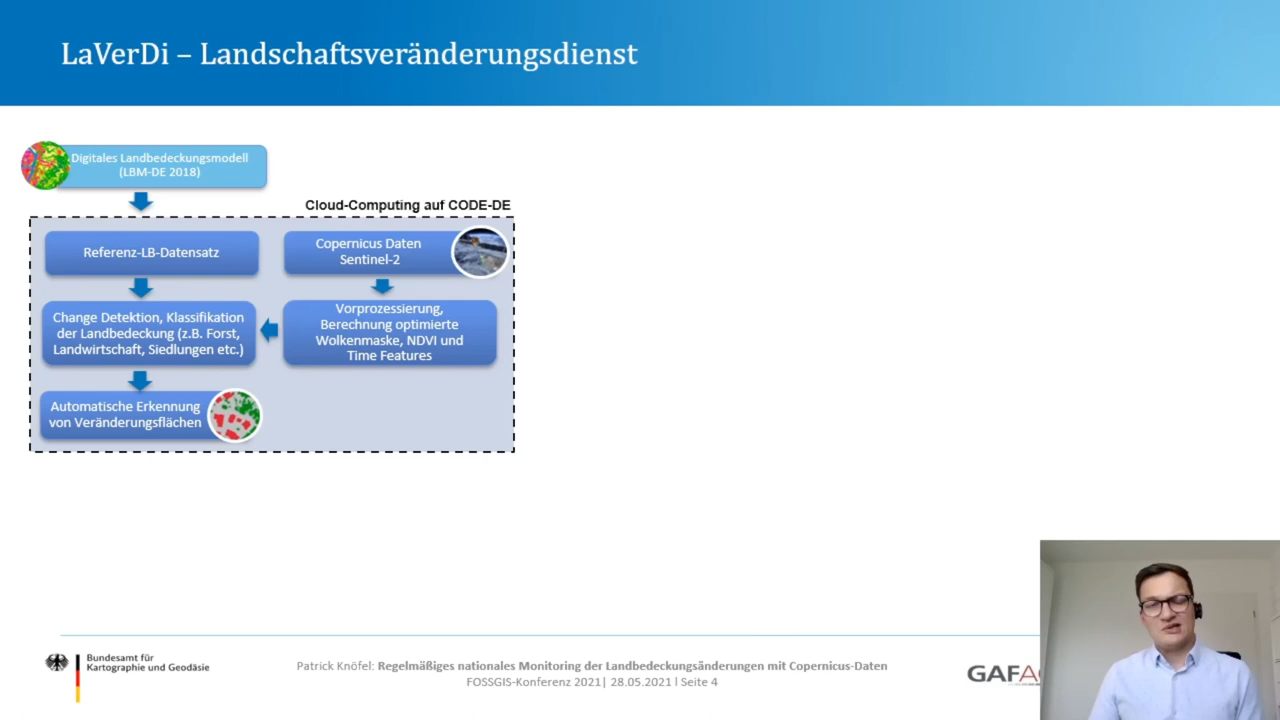 LaVerDi – Landschaftsveränderungsdienst
Digitales Landbedeckungsmodell
(LBM-DE 2018)
Cloud-Computing auf CODE-DE
Referenz-LB-Datensatz
Copernicus Daten
Sentinel-2
Change Detektion, Klassifikation
der Landbedeckung (z.B. Forst,
Landwirtschaft, Siedlungen etc.)
Vorprozessierung,
Berechnung optimierte
Wolkenmaske, NDVI und
Time Features
Automatische Erkennung
von Veränderungsflächen
Bundesamt für
Kartographie und Geodäsie
Patrick Knöfel: Regelmäßiges nationales Monitoring der Landbedeckungsänderungen mit Copernicus-Daten
FOSSGIS-Konferenz 2021| 28.05.2021 I Seite 4
GAF